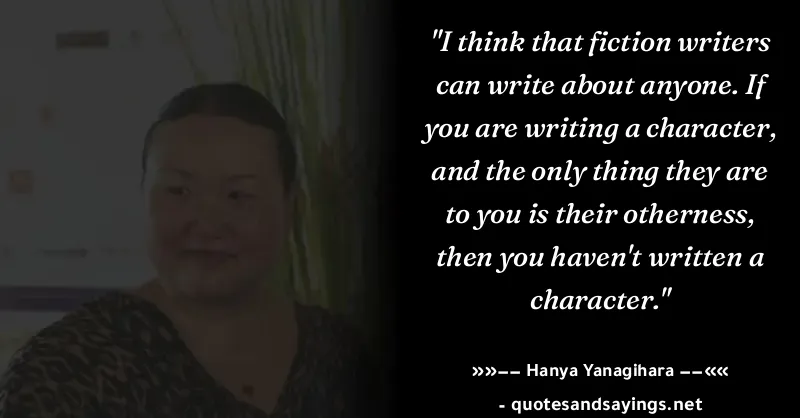 "I think that fiction writers
can write about anyone. If
you are writing a character,
and the only thing they are
to you is their otherness,
then you haven't written a
character."
»»–– Hanya Yanagihara ––««
- quotesandsayings.net